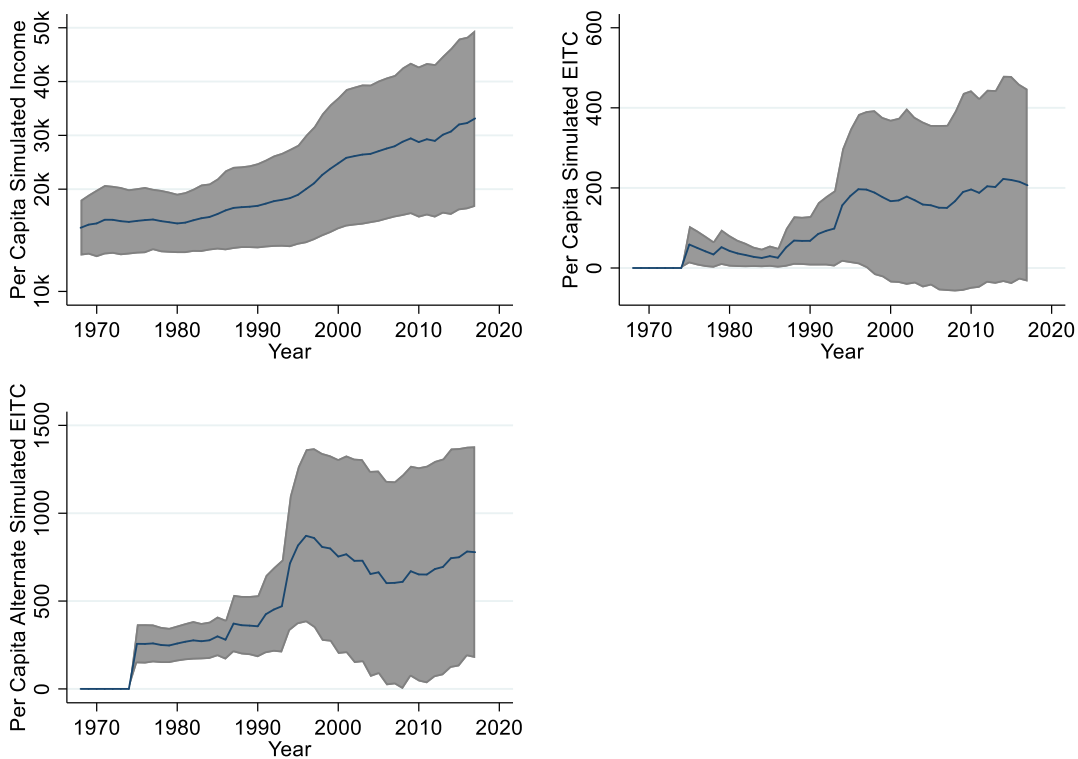 Per Capita Simulated Income
50k
40k
30k
20k
10k
1970 1980 1990 2000 2010 2020
Year
Per Capita Simulated EITC
600
400
200
0
1970 1980 1990 2000 2010 2020
Year
Per Capita Alternate Simulated EITC
1500
1000
500
0
1970 1980 1990 2000 2010 2020
Year